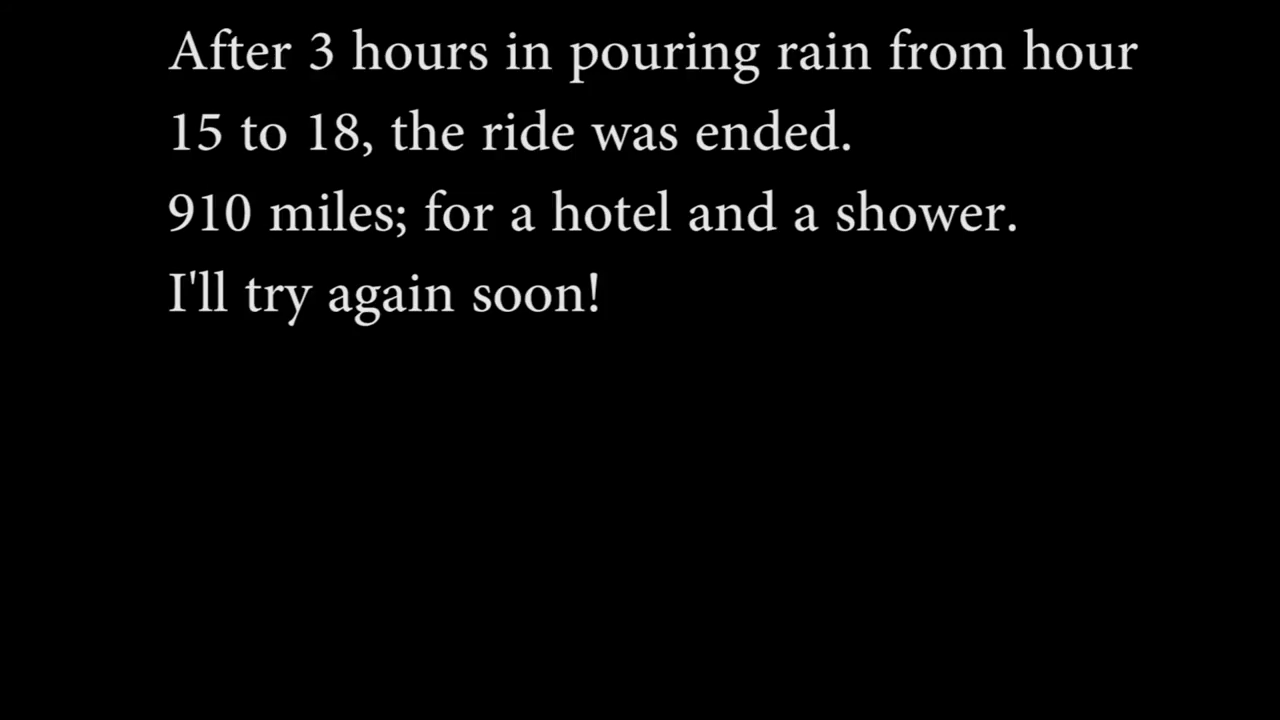 After 3 hours in pouring rain from hour
15 to 18, the ride was ended.
910 miles; for a hotel and a shower.
I'll try again soon!